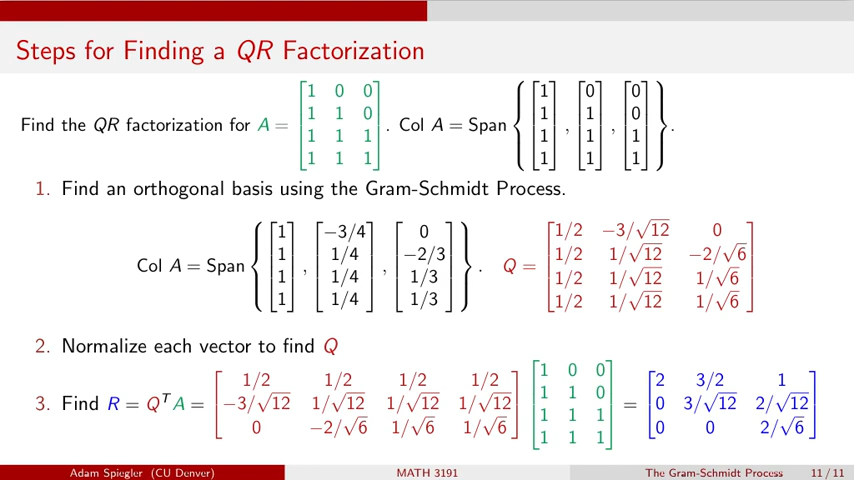 Steps for Finding a QR Factorization
Find the QR factorization for A = [1 0 0; 1 1 0; 1 1 1; 1 1 1]. Col A = Span { [1; 1; 1; 1], [0; 1; 1; 1], [0; 0; 1; 1] }.
1. Find an orthogonal basis using the Gram-Schmidt Process.
Col A = Span { [1; 1; 1; 1], [−3/4; 1/4; 1/4; 1/4], [0; −2/3; 1/3; 1/3] }. Q = [1/2 −3/√12 0; 1/2 1/√12 −2/√6; 1/2 1/√12 1/√6; 1/2 1/√12 1/√6]
2. Normalize each vector to find Q
3. Find R = Q^T A = [1/2 1/2 1/2 1/2; −3/√12 1/√12 1/√12 1/√12; 0 −2/√6 1/√6 1/√6] [1 0 0; 1 1 0; 1 1 1; 1 1 1] = [2 3/2 1; 0 3/√12 2/√12; 0 0 2/√6]
Adam Spiegler (CU Denver) MATH 3191 The Gram-Schmidt Process 11 / 11